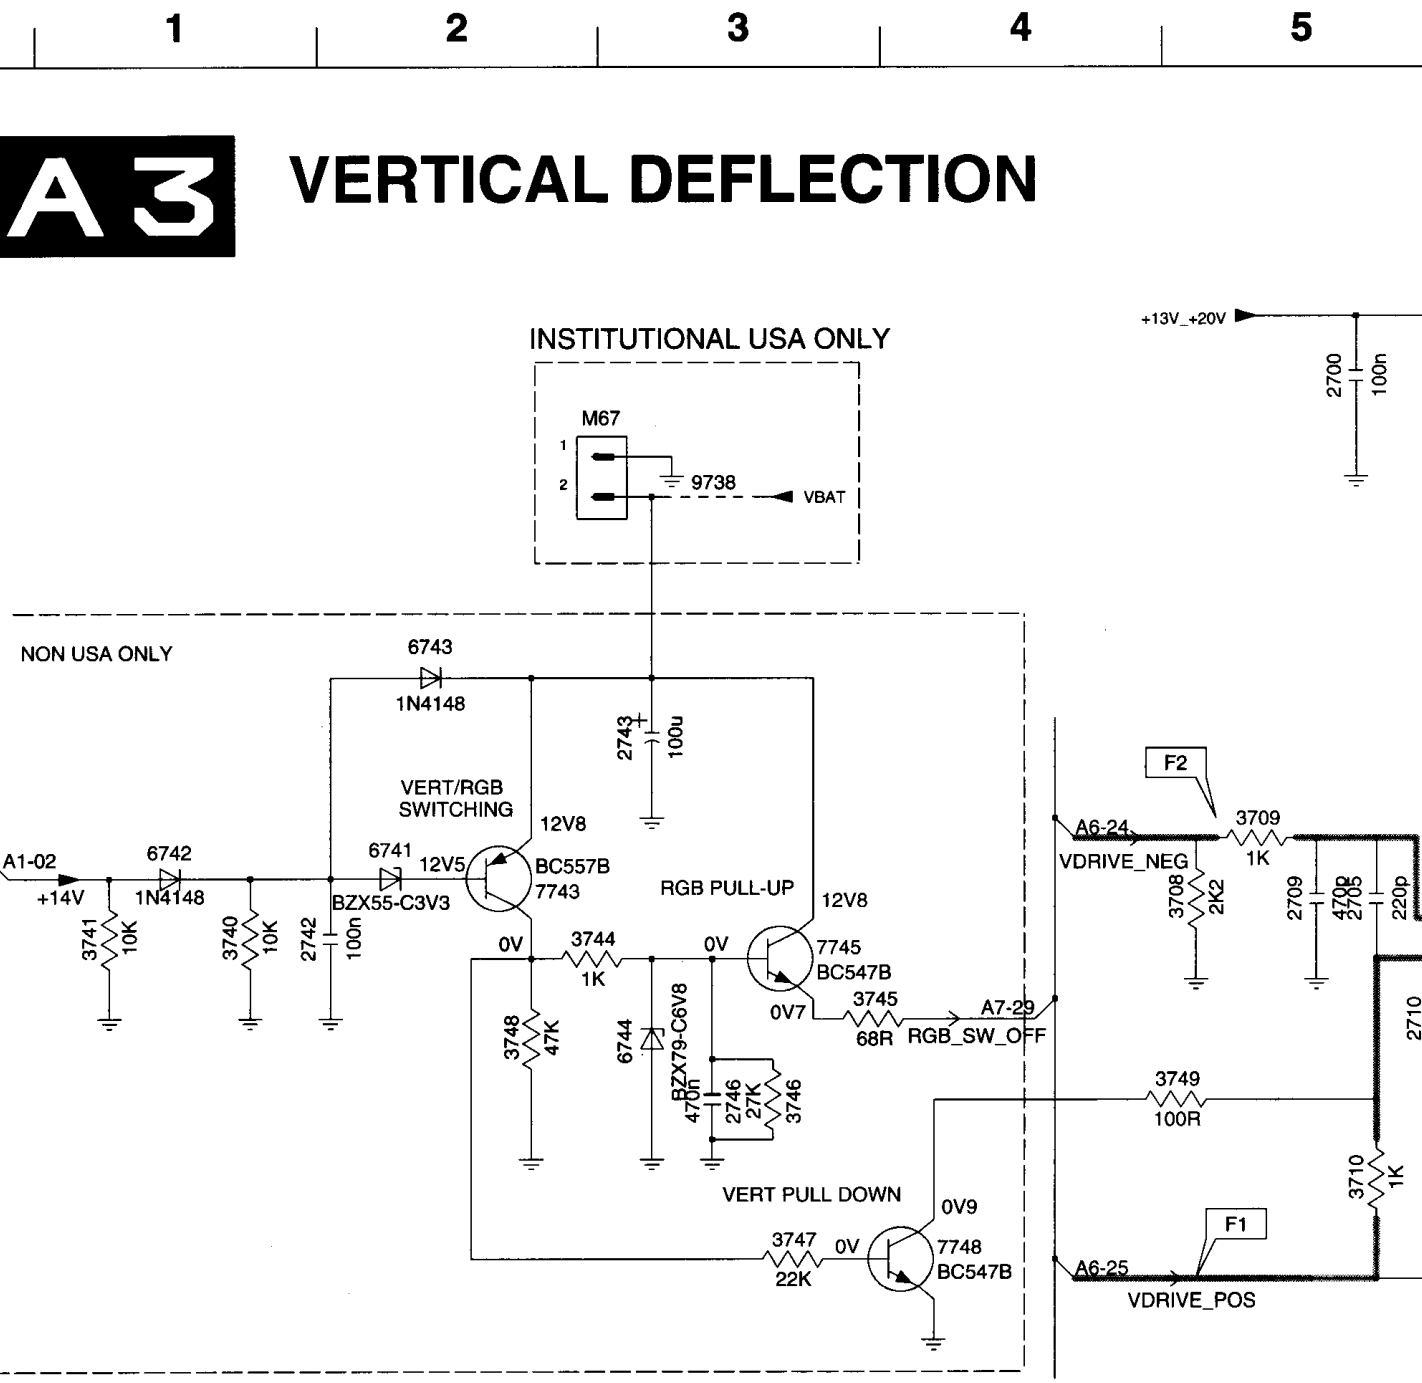 1 2 3 4 5
A3 VERTICAL DEFLECTION
+13V_+20V
2700
100n
INSTITUTIONAL USA ONLY
M67
1
2
9738
VBAT
NON USA ONLY
6743
1N4148
2743
+
100u
VERT/RGB
SWITCHING
12V8
A1-02
+14V
6742
1N4148
6741
BZX55-C3V3
12V5
BC557B
7743
3741
10K
3740
10K
2742
100n
RGB PULL-UP
12V8
0V
3744
1K
0V
7745
BC547B
0V7
3745
68R
A7-29
RGB_SW_OFF
3748
47K
6744
BZX79-C6V8
470n
2746
27K
3746
F2
A6-24
VDRIVE_NEG
3709
1K
3708
2K2
2709
470p
2705
220p
2710
3749
100R
3710
1K
VERT PULL DOWN
0V9
3747
22K
0V
7748
BC547B
F1
A6-25
VDRIVE_POS